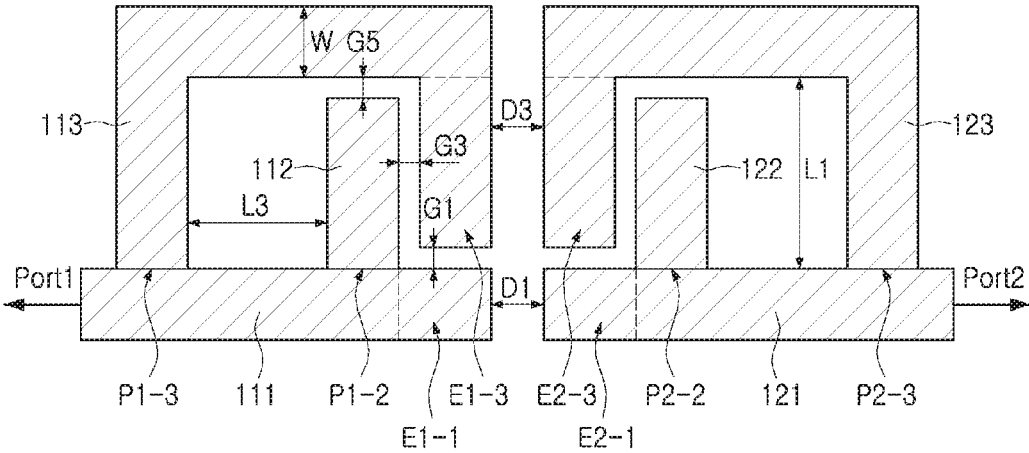 W
G5
113
D3
123
112
G3
122
L1
L3
G1
Port1
D1
Port2
P1-3
111
P1-2
E1-3
E2-3
P2-2
121
P2-3
E1-1
E2-1